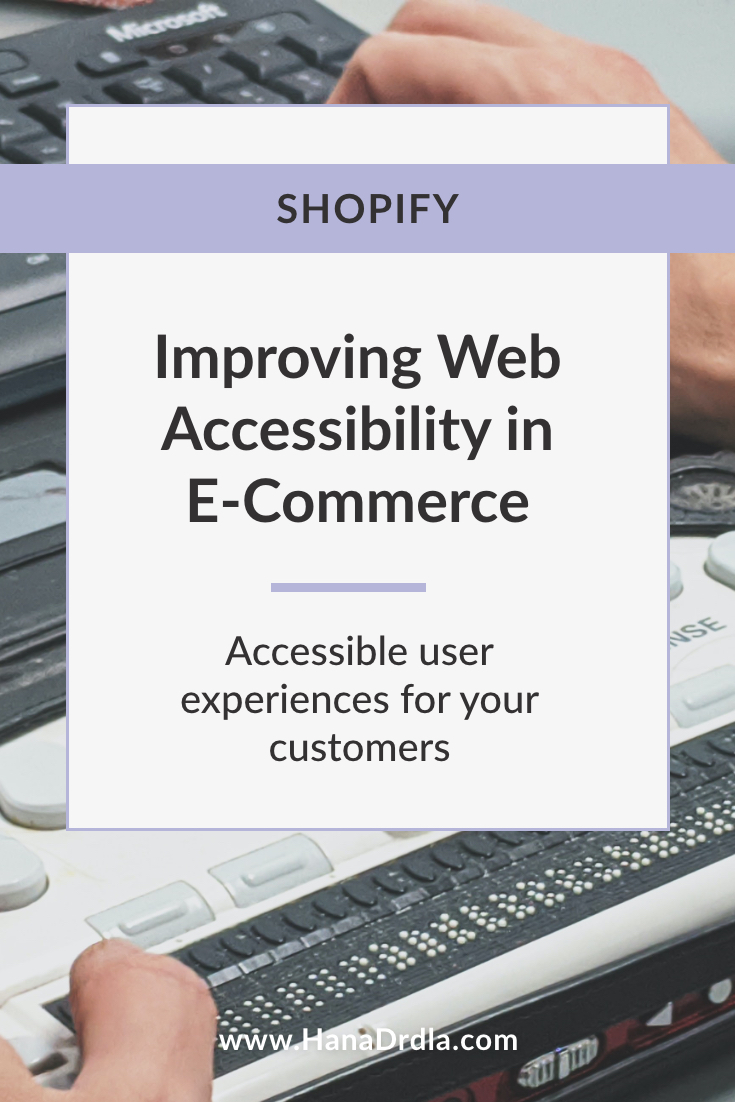 Microsoft
SHOPIFY
Improving Web
Accessibility in
E-Commerce
Accessible user
experiences for your
customers
www.HanaDrdla.com